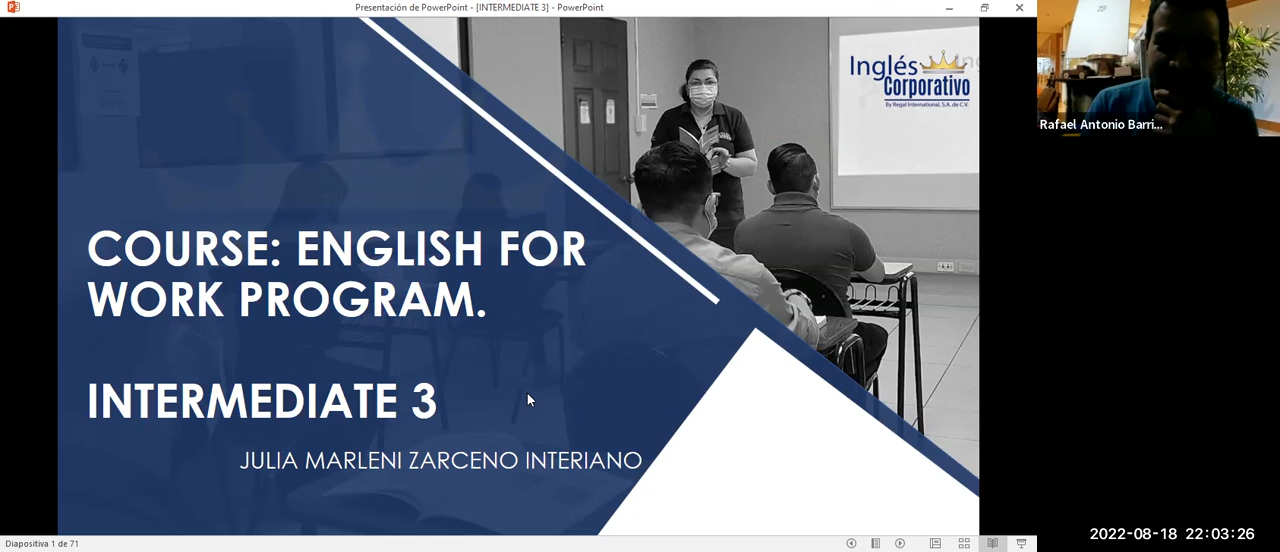 Presentación de PowerPoint - [INTERMEDIATE 3] - PowerPoint
Inglés
Corporativo
By Regal International, S.A. de C.V.
Rafael Antonio Barri...
COURSE: ENGLISH FOR
WORK PROGRAM.
INTERMEDIATE 3
JULIA MARLENI ZARCENO INTERIANO
2022-08-18 22:03:26
Diapositiva 1 de 71